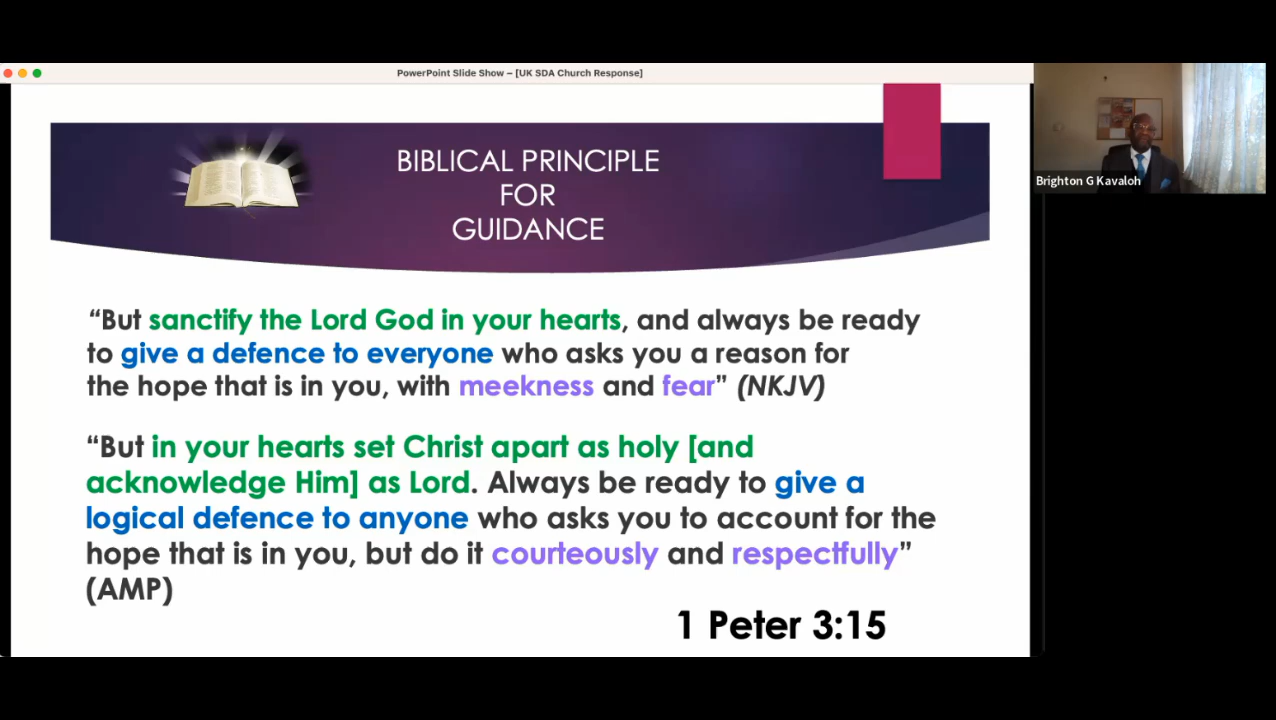 PowerPoint Slide Show – [UK SDA Church Response]
BIBLICAL PRINCIPLE
FOR
GUIDANCE
Brighton G Kavaloh
“But sanctify the Lord God in your hearts, and always be ready
to give a defence to everyone who asks you a reason for
the hope that is in you, with meekness and fear” (NKJV)
“But in your hearts set Christ apart as holy [and
acknowledge Him] as Lord. Always be ready to give a
logical defence to anyone who asks you to account for the
hope that is in you, but do it courteously and respectfully”
(AMP)
1 Peter 3:15